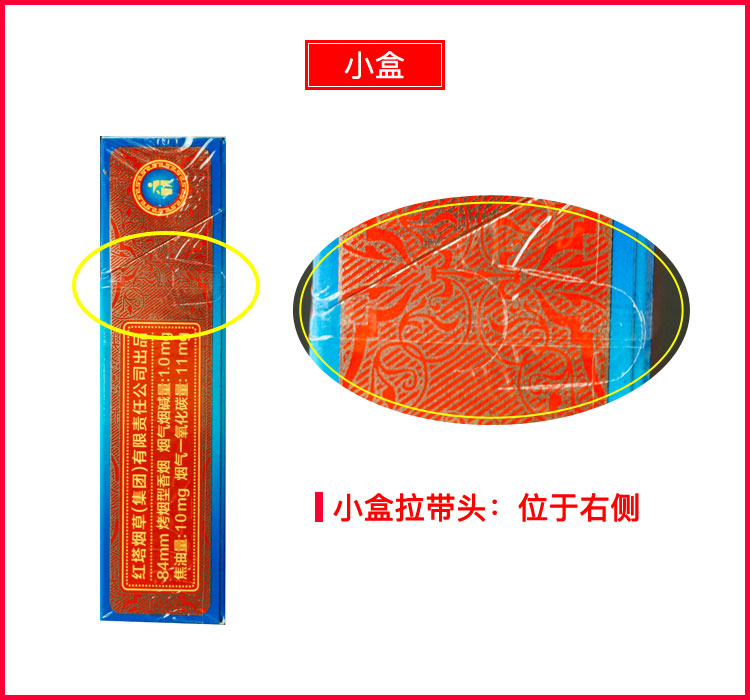 小盒
红塔烟草(集团)有限责任公司出品
84mm 烤烟型香烟 烟气烟碱量:1.0mg
焦油量:10mg 烟气一氧化碳量:11mg
小盒拉带头：位于右侧